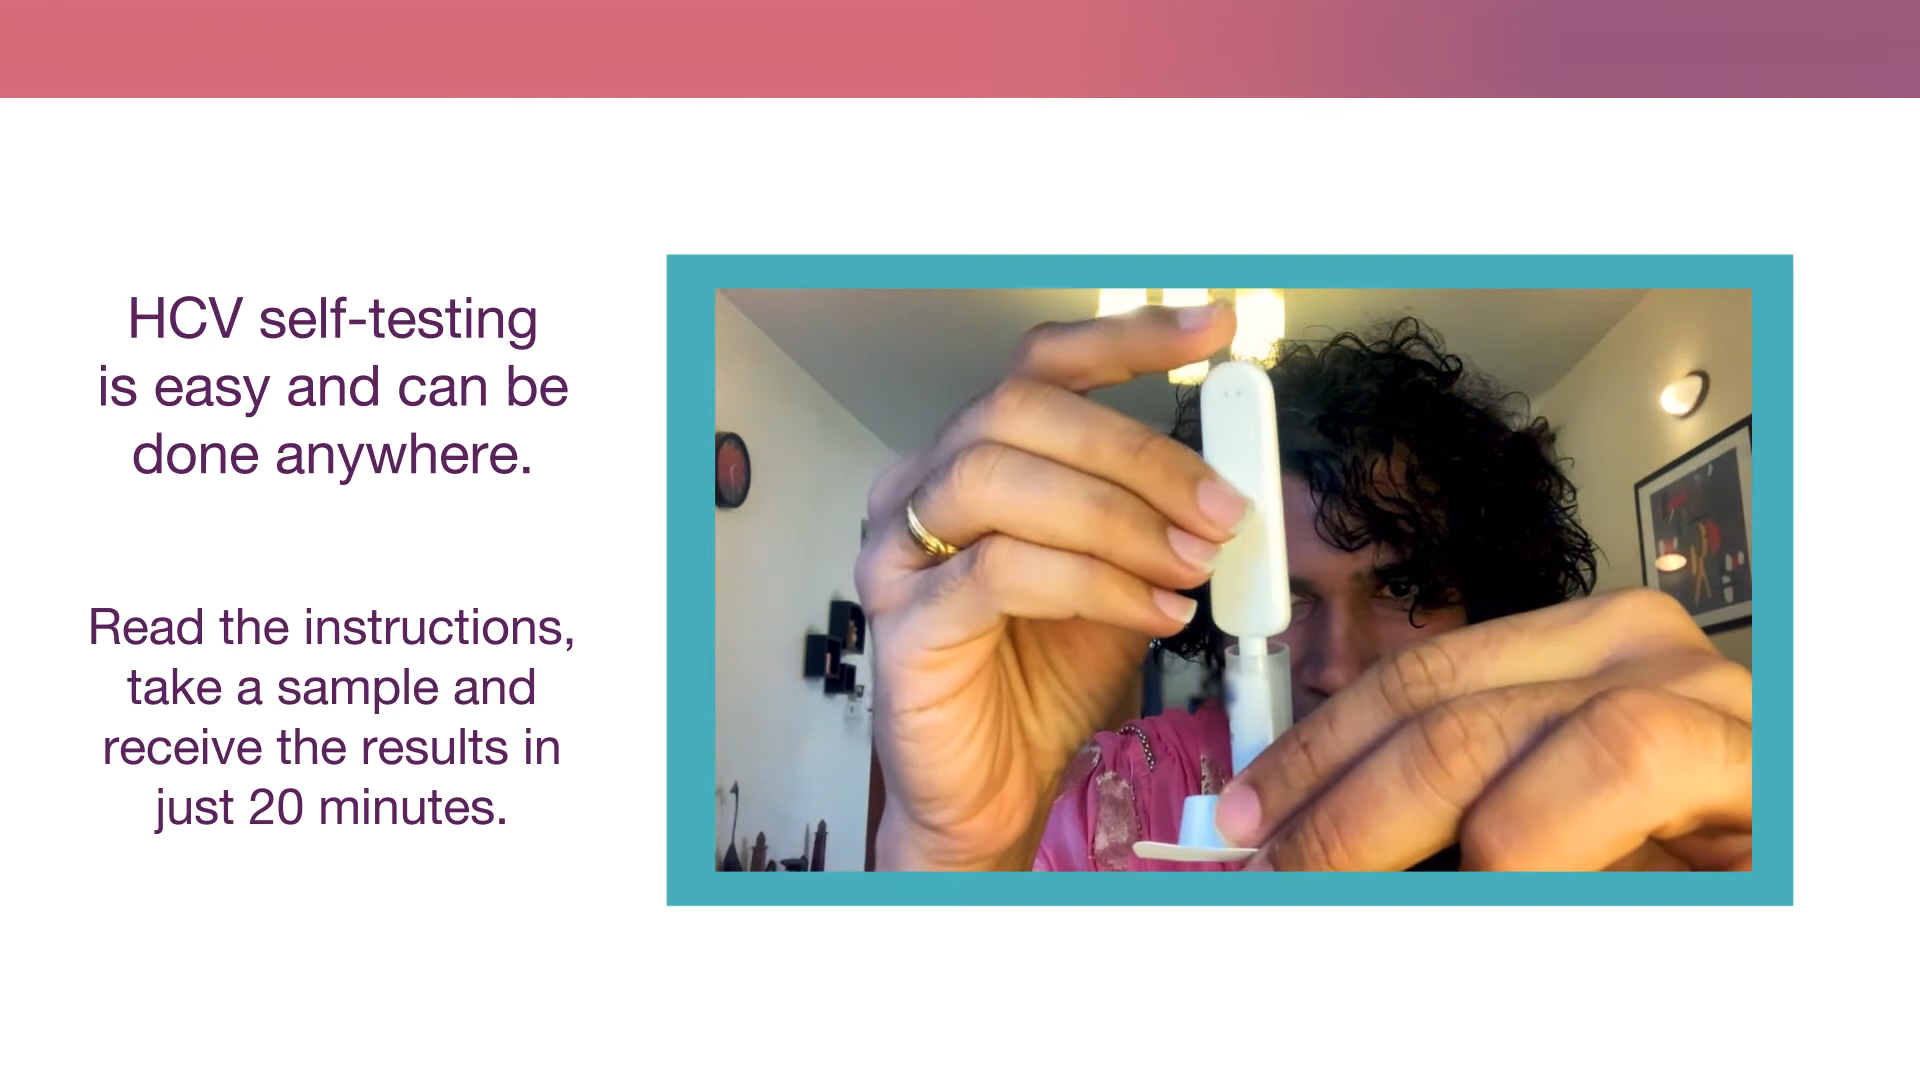 HCV self-testing
is easy and can be
done anywhere.
Read the instructions,
take a sample and
receive the results in
just 20 minutes.